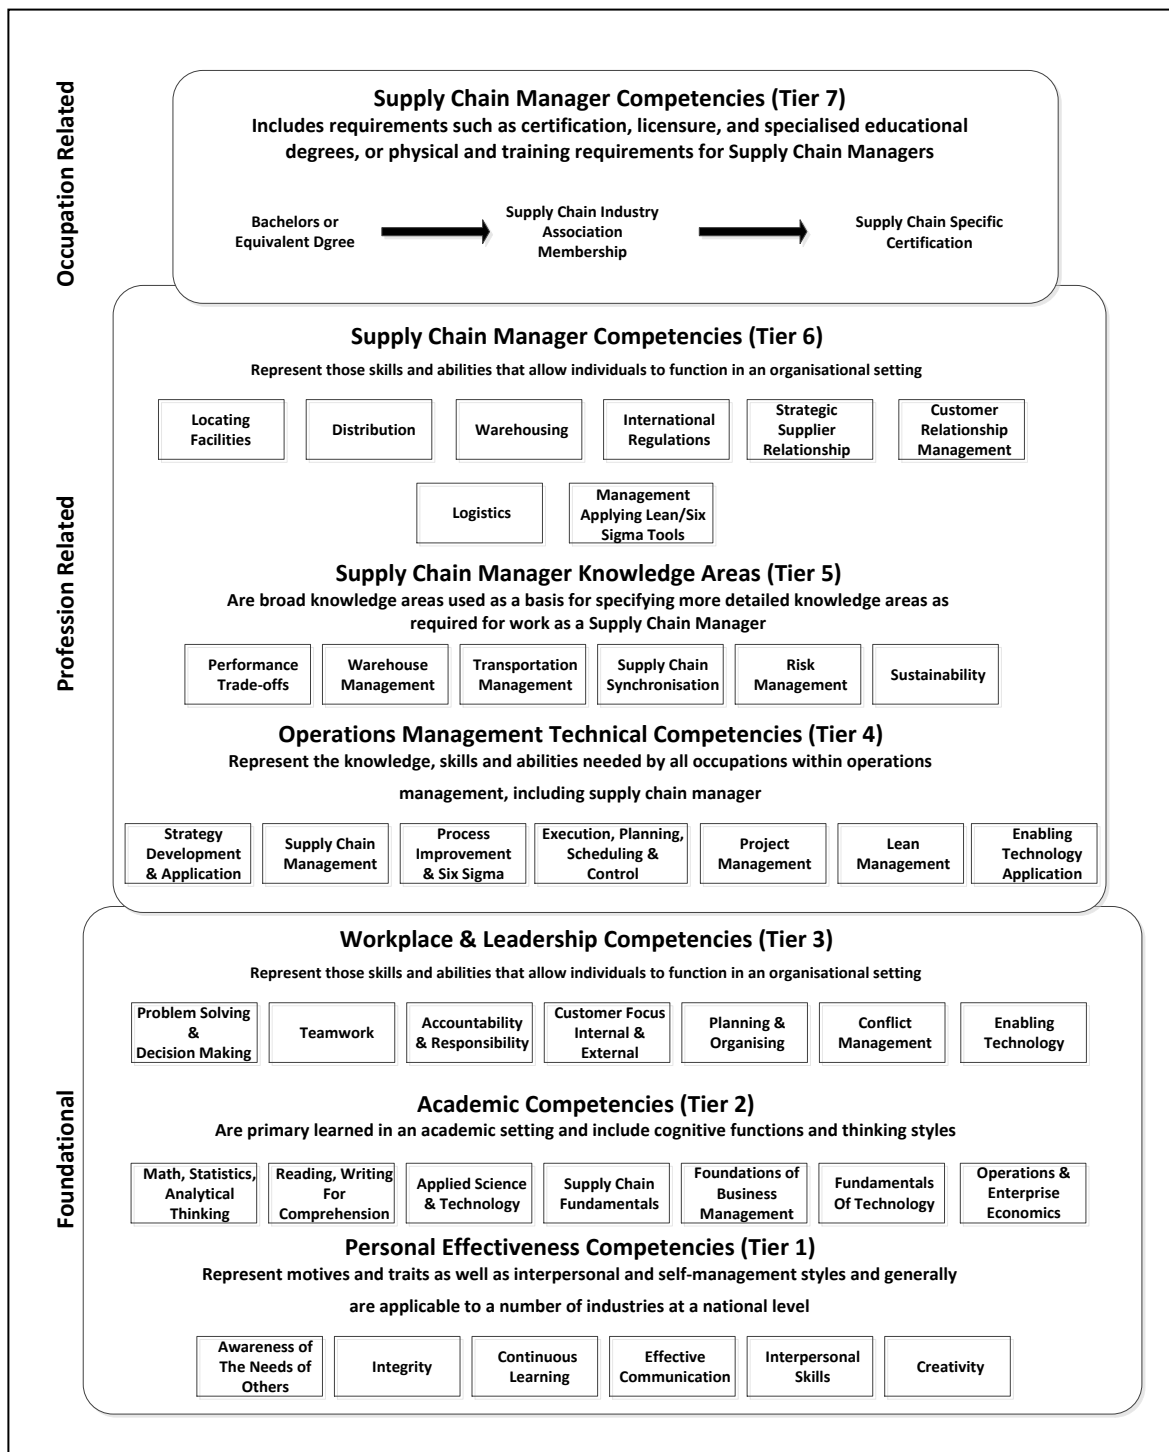 Occupation Related
Supply Chain Manager Competencies (Tier 7)
Includes requirements such as certification, licensure, and specialised educational
degrees, or physical and training requirements for Supply Chain Managers
Bachelors or
Equivalent Dgree
Supply Chain Industry
Association
Membership
Supply Chain Specific
Certification
Profession Related
Supply Chain Manager Competencies (Tier 6)
Represent those skills and abilities that allow individuals to function in an organisational setting
Locating
Facilities
Distribution
Warehousing
International
Regulations
Strategic
Supplier
Relationship
Customer
Relationship
Management
Logistics
Management
Applying Lean/Six
Sigma Tools
Supply Chain Manager Knowledge Areas (Tier 5)
Are broad knowledge areas used as a basis for specifying more detailed knowledge areas as
required for work as a Supply Chain Manager
Performance
Trade-offs
Warehouse
Management
Transportation
Management
Supply Chain
Synchronisation
Risk
Management
Sustainability
Operations Management Technical Competencies (Tier 4)
Represent the knowledge, skills and abilities needed by all occupations within operations
management, including supply chain manager
Strategy
Development
& Application
Supply Chain
Management
Process
Improvement
& Six Sigma
Execution, Planning,
Scheduling &
Control
Project
Management
Lean
Management
Enabling
Technology
Application
Foundational
Workplace & Leadership Competencies (Tier 3)
Represent those skills and abilities that allow individuals to function in an organisational setting
Problem Solving
&
Decision Making
Teamwork
Accountability
& Responsibility
Customer Focus
Internal &
External
Planning &
Organising
Conflict
Management
Enabling
Technology
Academic Competencies (Tier 2)
Are primary learned in an academic setting and include cognitive functions and thinking styles
Math, Statistics,
Analytical
Thinking
Reading, Writing
For
Comprehension
Applied Science
& Technology
Supply Chain
Fundamentals
Foundations of
Business
Management
Fundamentals
Of Technology
Operations &
Enterprise
Economics
Personal Effectiveness Competencies (Tier 1)
Represent motives and traits as well as interpersonal and self-management styles and generally
are applicable to a number of industries at a national level
Awareness of
The Needs of
Others
Integrity
Continuous
Learning
Effective
Communication
Interpersonal
Skills
Creativity